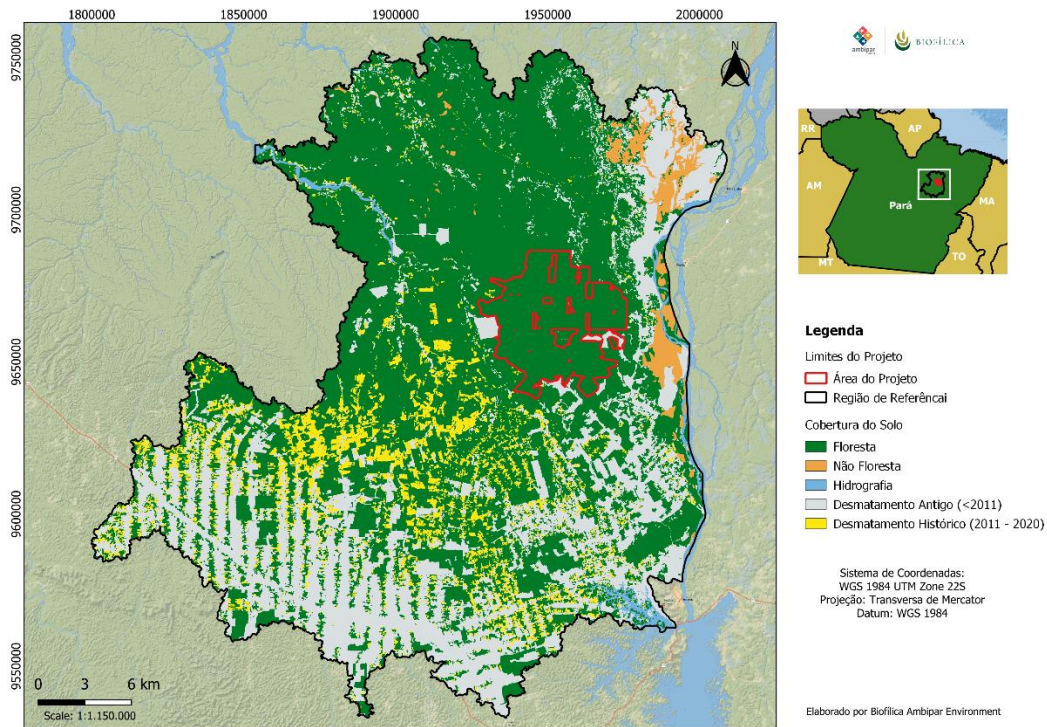 1800000 1850000 1900000 1950000 2000000
9750000
9700000
9650000
9600000
9550000
N
0 3 6 km
Scale: 1:1.150.000
ambipar
BIOFÍLICA
RR
AP
AM
Pará
MA
MT
TO
Legenda
Limites do Projeto
Área do Projeto
Região de Referêncai
Cobertura do Solo
Floresta
Não Floresta
Hidrografia
Desmatamento Antigo (<2011)
Desmatamento Histórico (2011 - 2020)
Sistema de Coordenadas:
WGS 1984 UTM Zone 22S
Projeção: Transversa de Mercator
Datum: WGS 1984
Elaborado por Biofílica Ambipar Environment